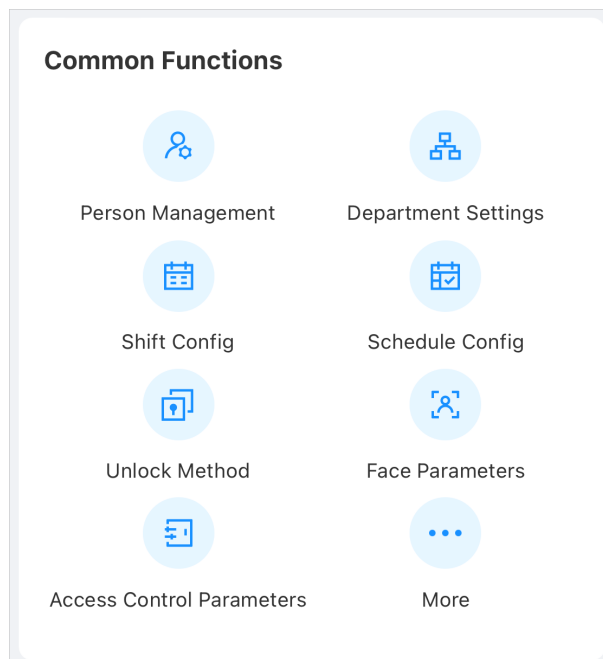 Common Functions
Person Management
Department Settings
Shift Config
Schedule Config
Unlock Method
Face Parameters
Access Control Parameters
More